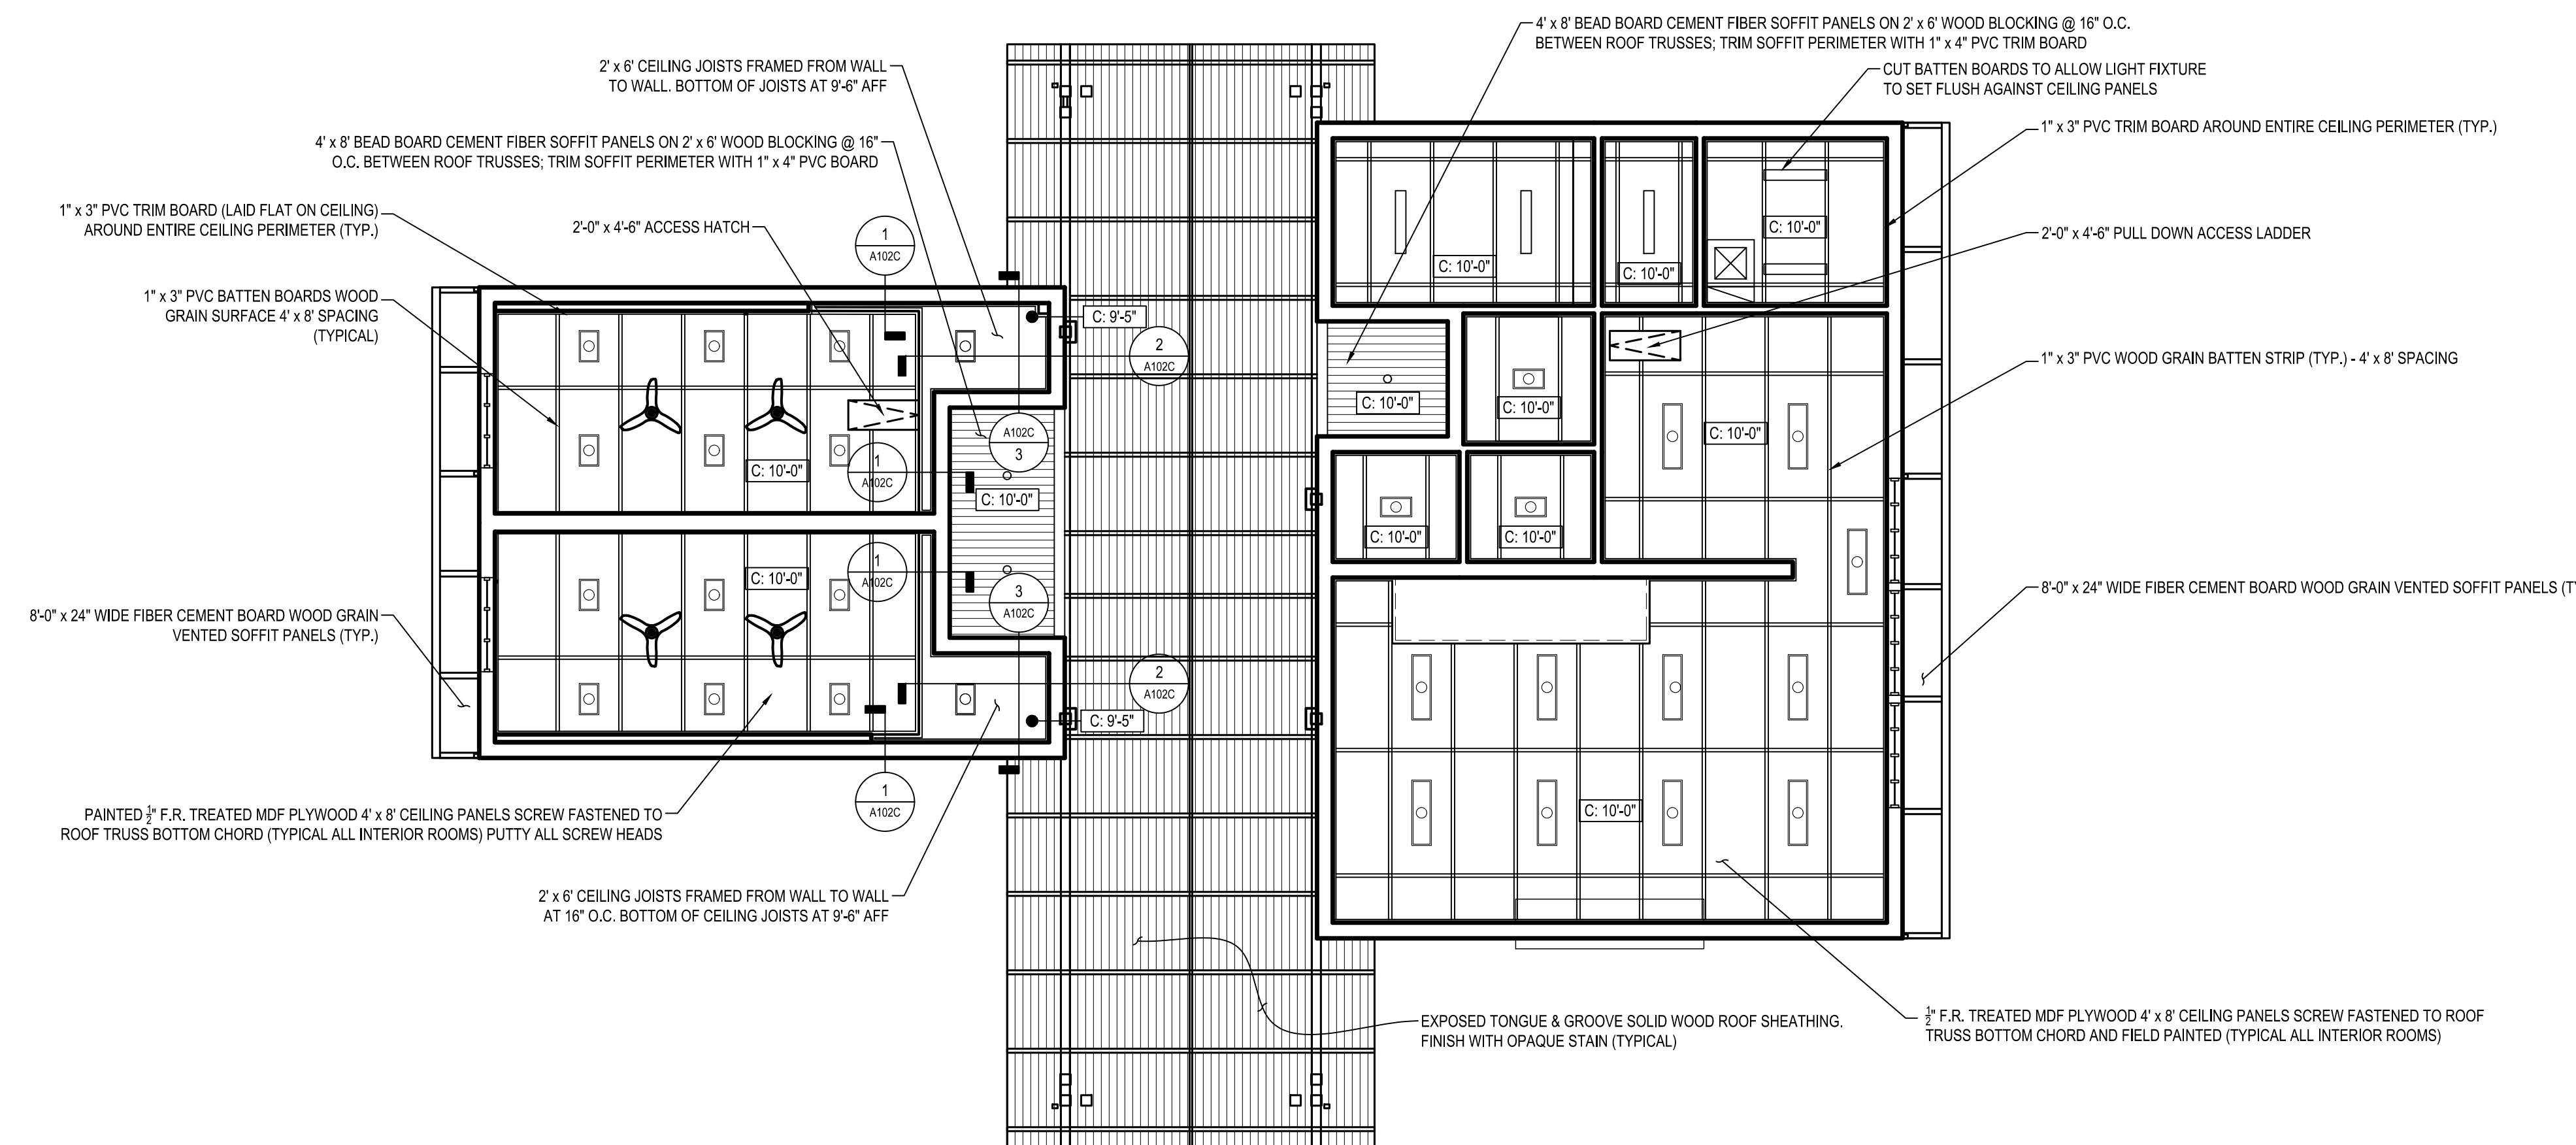 4' x 8' BEAD BOARD CEMENT FIBER SOFFIT PANELS ON 2' x 6' WOOD BLOCKING @ 16" O.C.
BETWEEN ROOF TRUSSES; TRIM SOFFIT PERIMETER WITH 1" x 4" PVC TRIM BOARD
2' x 6' CEILING JOISTS FRAMED FROM WALL
TO WALL. BOTTOM OF JOISTS AT 9'-6" AFF
CUT BATTEN BOARDS TO ALLOW LIGHT FIXTURE
TO SET FLUSH AGAINST CEILING PANELS
4' x 8' BEAD BOARD CEMENT FIBER SOFFIT PANELS ON 2' x 6' WOOD BLOCKING @ 16"
O.C. BETWEEN ROOF TRUSSES; TRIM SOFFIT PERIMETER WITH 1" x 4" PVC BOARD
1" x 3" PVC TRIM BOARD AROUND ENTIRE CEILING PERIMETER (TYP.)
1" x 3" PVC TRIM BOARD (LAID FLAT ON CEILING)
AROUND ENTIRE CEILING PERIMETER (TYP.)
2'-0" x 4'-6" ACCESS HATCH
1
A102C
C: 10'-0"
2'-0" x 4'-6" PULL DOWN ACCESS LADDER
C: 10'-0"
C: 10'-0"
1" x 3" PVC BATTEN BOARDS WOOD
GRAIN SURFACE 4' x 8' SPACING
(TYPICAL)
C: 9'-5"
2
A102C
1" x 3" PVC WOOD GRAIN BATTEN STRIP (TYP.) - 4' x 8' SPACING
C: 10'-0"
C: 10'-0"
A102C
3
C: 10'-0"
C: 10'-0"
1
A102C
C: 10'-0"
C: 10'-0"
C: 10'-0"
1
A102C
C: 10'-0"
3
A102C
8'-0" x 24" WIDE FIBER CEMENT BOARD WOOD GRAIN
VENTED SOFFIT PANELS (TYP.)
8'-0" x 24" WIDE FIBER CEMENT BOARD WOOD GRAIN VENTED SOFFIT PANELS (TY
2
A102C
C: 9'-5"
1
A102C
C: 10'-0"
PAINTED ½" F.R. TREATED MDF PLYWOOD 4' x 8' CEILING PANELS SCREW FASTENED TO
ROOF TRUSS BOTTOM CHORD (TYPICAL ALL INTERIOR ROOMS) PUTTY ALL SCREW HEADS
2' x 6' CEILING JOISTS FRAMED FROM WALL TO WALL
AT 16" O.C. BOTTOM OF CEILING JOISTS AT 9'-6" AFF
EXPOSED TONGUE & GROOVE SOLID WOOD ROOF SHEATHING.
FINISH WITH OPAQUE STAIN (TYPICAL)
½" F.R. TREATED MDF PLYWOOD 4' x 8' CEILING PANELS SCREW FASTENED TO ROOF
TRUSS BOTTOM CHORD AND FIELD PAINTED (TYPICAL ALL INTERIOR ROOMS)